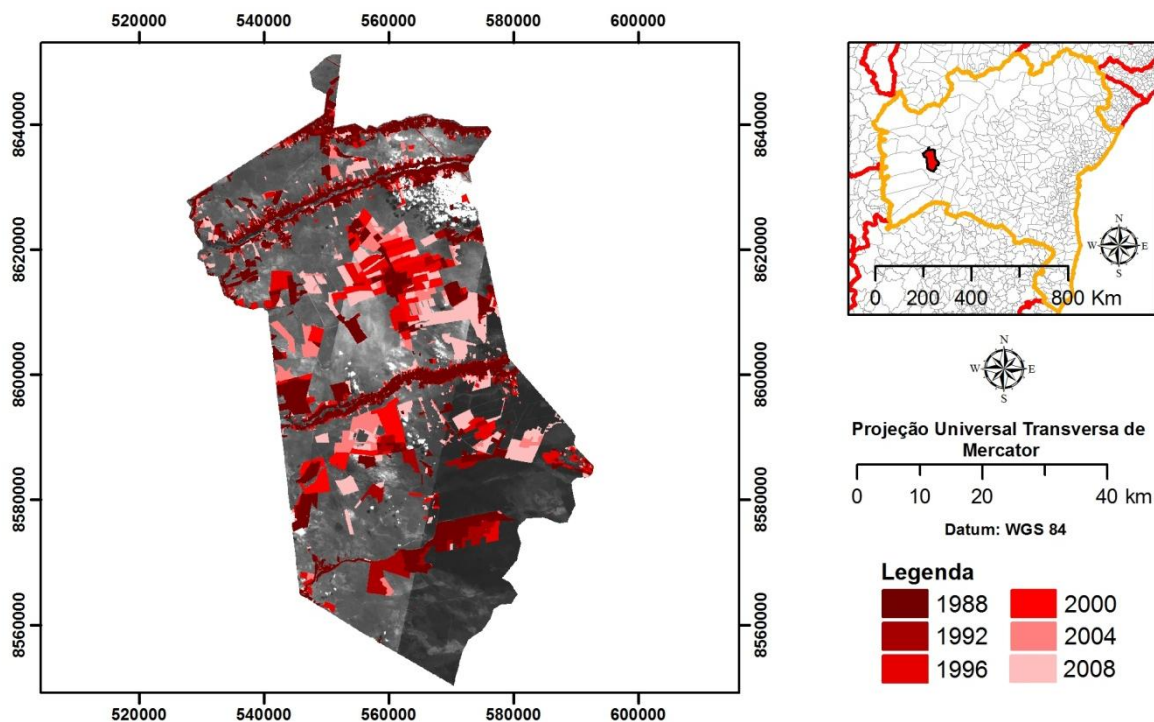 520000 540000 560000 580000 600000
8640000
8620000
8600000
8580000
8560000
8640000
8620000
8600000
8580000
8560000
520000 540000 560000 580000 600000
N
W E
S
0 200 400 800 Km
N
W E
S
Projeção Universal Transversa de
Mercator
0 10 20 40 km
Datum: WGS 84
Legenda
1988 2000
1992 2004
1996 2008